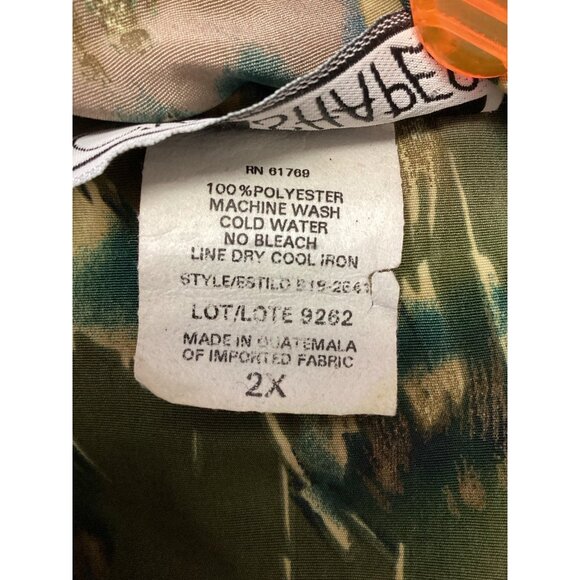 SHAPES
RN 61769
100% POLYESTER
MACHINE WASH
COLD WATER
NO BLEACH
LINE DRY COOL IRON
STYLE/ESTILO
LOT/LOTE 9262
MADE IN GUATEMALA
OF IMPORTED FABRIC
2X